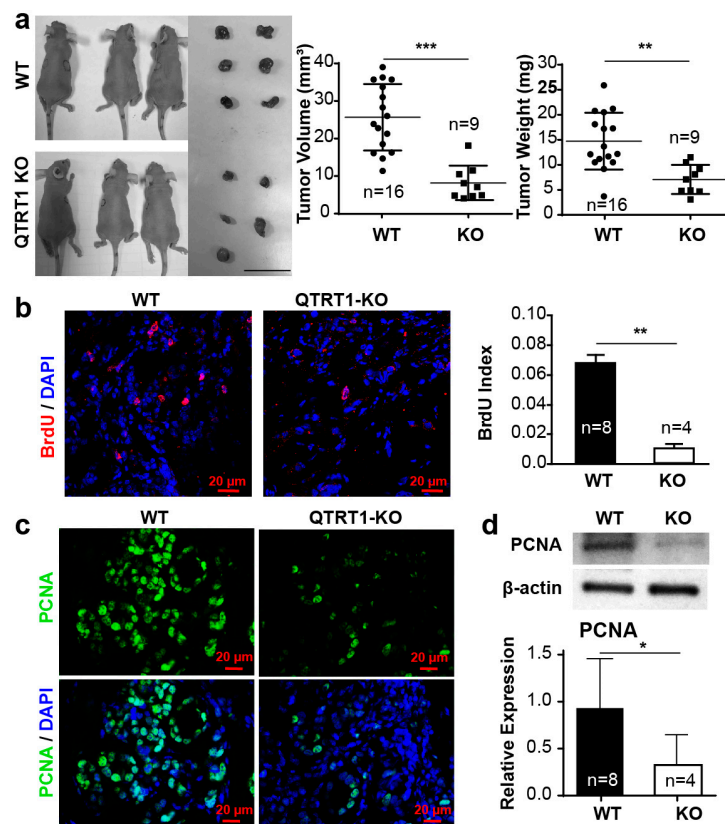 a
WT
QTRT1 KO
Tumor Volume (mm³)
40
30
20
10
0
***
n=9
n=16
WT KO
Tumor Weight (mg)
30
25
20
15
10
5
0
**
n=9
n=16
WT KO
b
WT QTRT1-KO
BrdU / DAPI
20 µm 20 µm
BrdU Index
0.10
0.08
0.06
0.04
0.02
0.00
**
n=8 n=4
WT KO
c
WT QTRT1-KO
PCNA
20 µm 20 µm
PCNA / DAPI
20 µm 20 µm
d
WT KO
PCNA
β-actin
PCNA
Relative Expression
1.5
1.0
0.5
0.0
*
n=8 n=4
WT KO